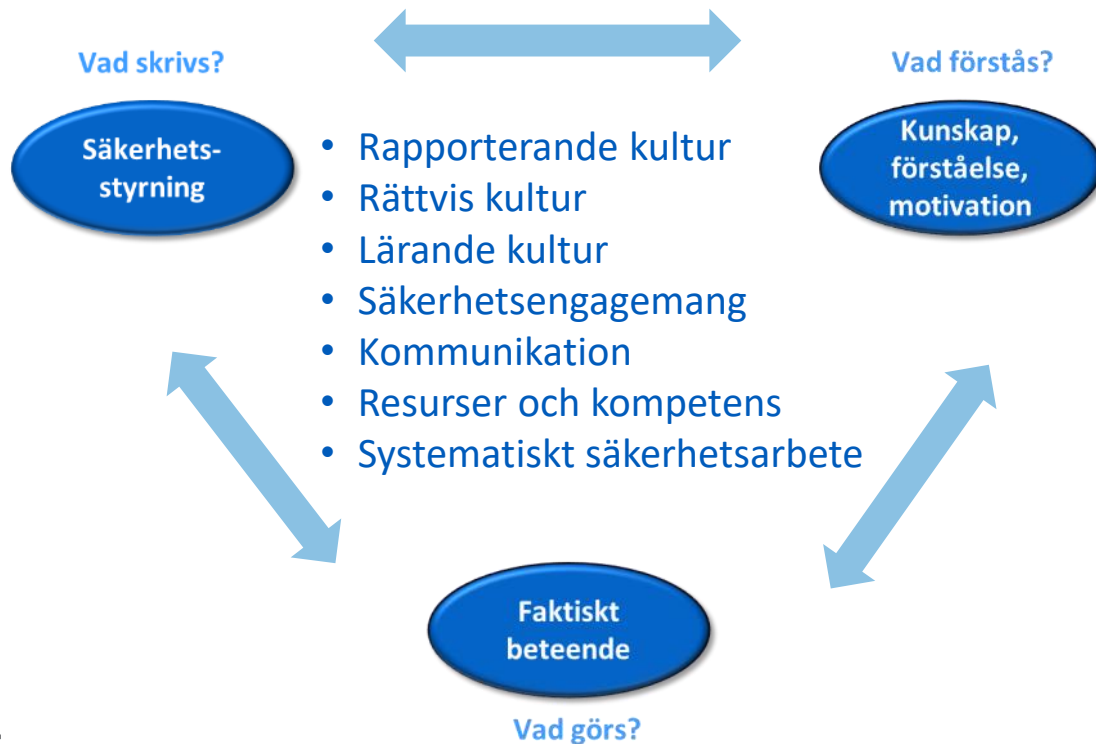 Vad skrivs?
Vad förstås?
Säkerhets-
styrning
Kunskap,
förståelse,
motivation
• Rapporterande kultur
• Rättvis kultur
• Lärande kultur
• Säkerhetsengagemang
• Kommunikation
• Resurser och kompetens
• Systematiskt säkerhetsarbete
Faktiskt
beteende
Vad görs?